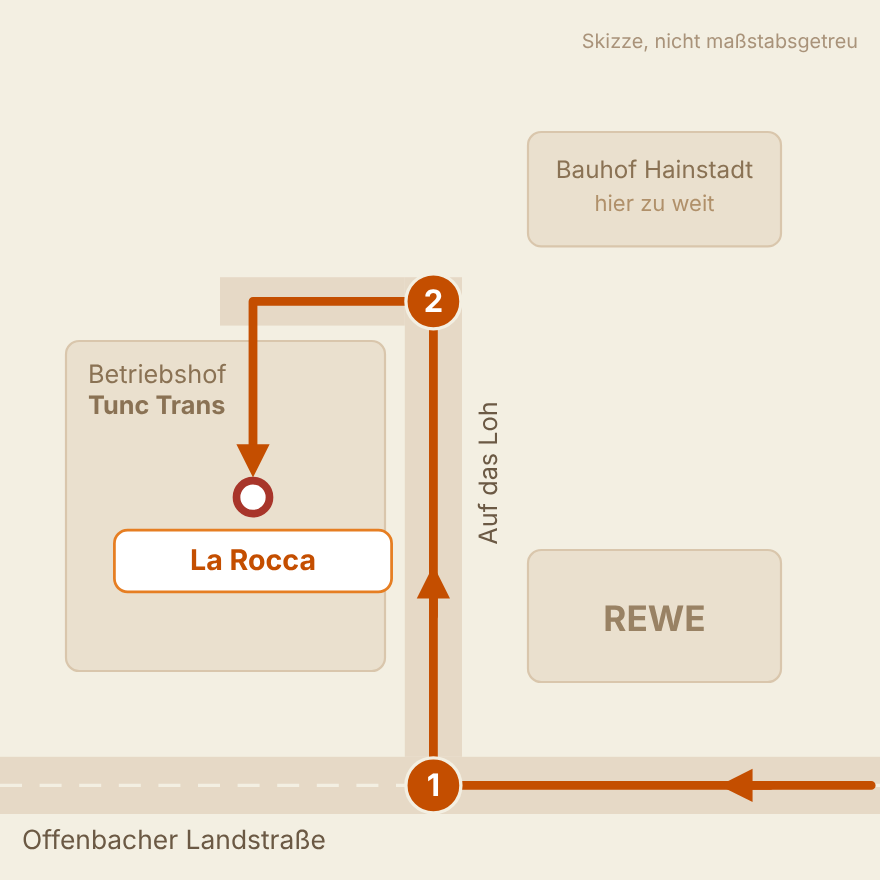 Skizze, nicht maßstabsgetreu
Bauhof Hainstadt
hier zu weit
2
Betriebshof
Tunc Trans
Auf das Loh
La Rocca
REWE
1
Offenbacher Landstraße